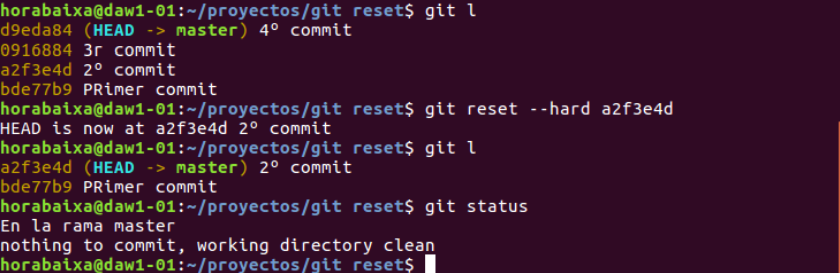 horabaixa@daw1-01:~/proyectos/git reset$ git l
d9eda84 (HEAD -> master) 4º commit
0916884 3r commit
a2f3e4d 2º commit
bde77b9 PRimer commit
horabaixa@daw1-01:~/proyectos/git reset$ git reset --hard a2f3e4d
HEAD is now at a2f3e4d 2º commit
horabaixa@daw1-01:~/proyectos/git reset$ git l
a2f3e4d (HEAD -> master) 2º commit
bde77b9 PRimer commit
horabaixa@daw1-01:~/proyectos/git reset$ git status
En la rama master
nothing to commit, working directory clean
horabaixa@daw1-01:~/proyectos/git reset$